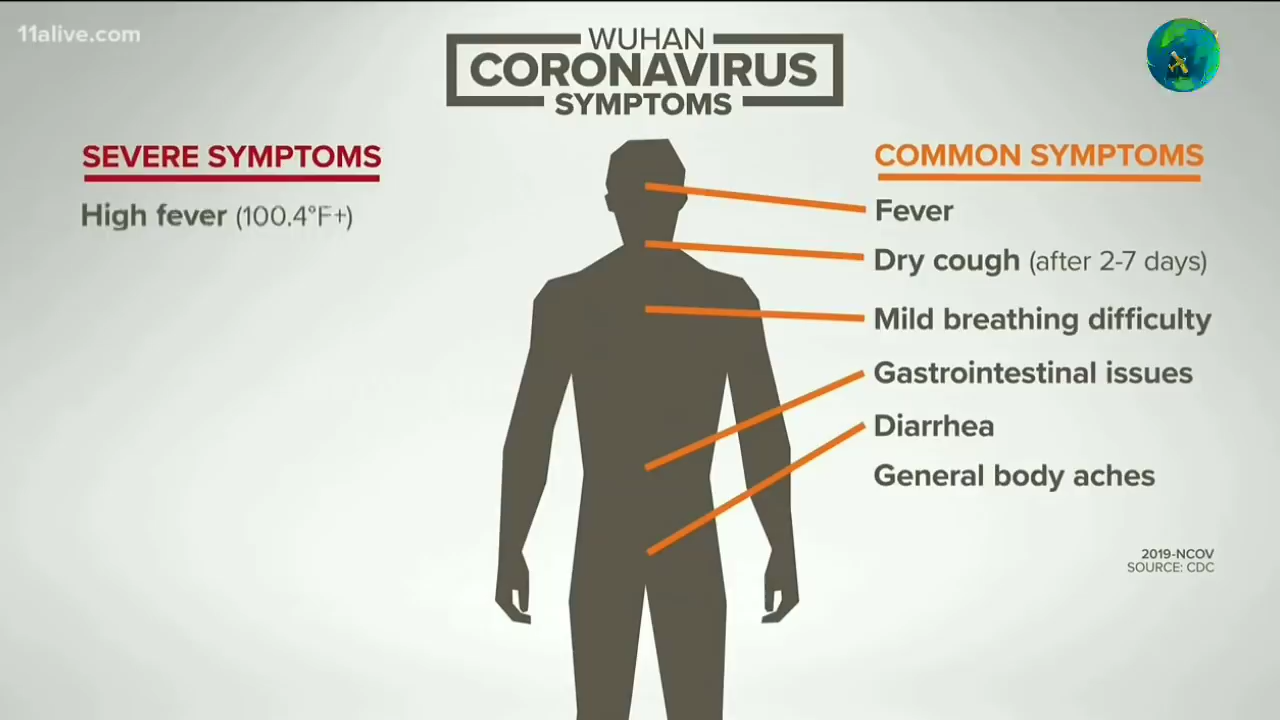 11alive.com
WUHAN
CORONAVIRUS
SYMPTOMS
SEVERE SYMPTOMS
High fever (100.4°F+)
COMMON SYMPTOMS
Fever
Dry cough (after 2-7 days)
Mild breathing difficulty
Gastrointestinal issues
Diarrhea
General body aches
2019-NCOV
SOURCE: CDC